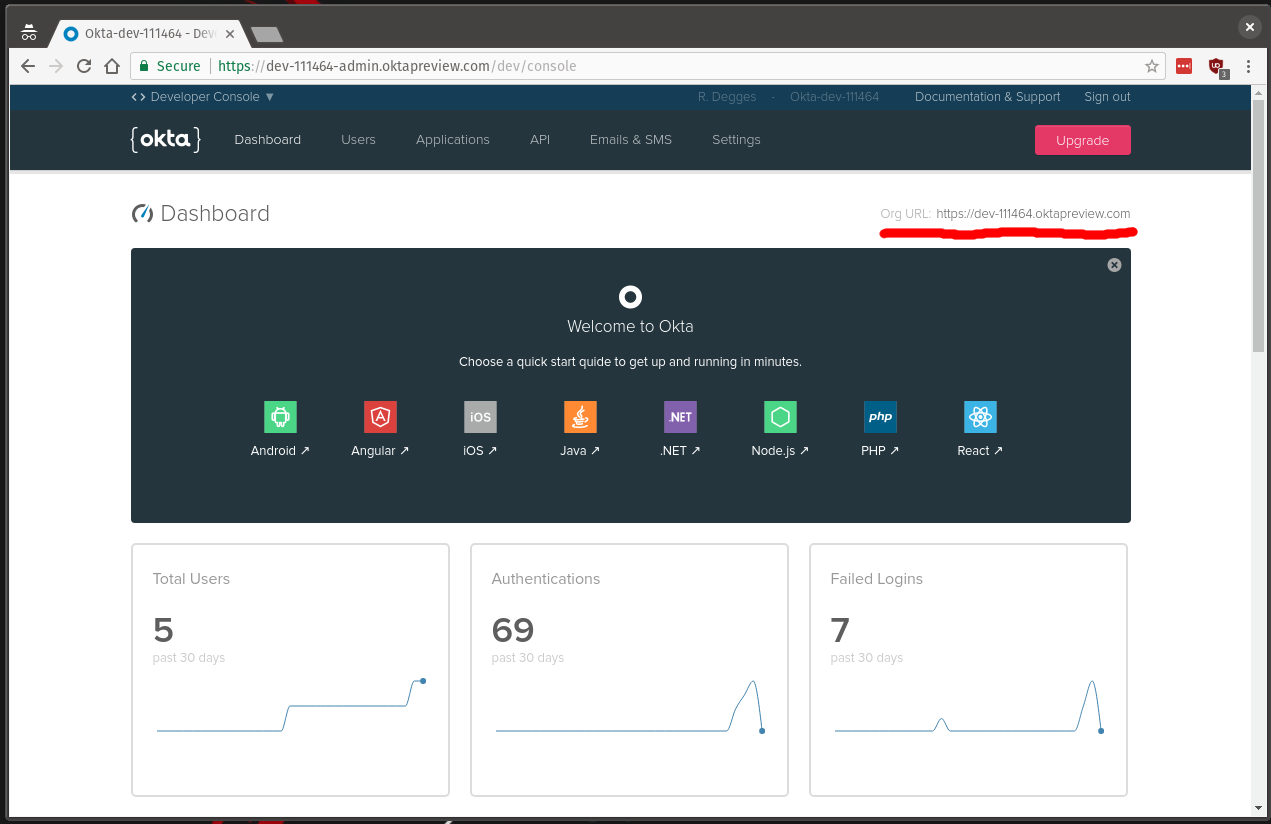 Okta-dev-111464 - Dev
Secure https://dev-111464-admin.oktapreview.com/dev/console
3
Developer Console R. Degges · Okta-dev-111464 Documentation & Support Sign out
{okta} Dashboard Users Applications API Emails & SMS Settings Upgrade
Dashboard Org URL: https://dev-111464.oktapreview.com
Welcome to Okta
Choose a quick start quide to get up and running in minutes.
iOS .NET php
Android ↗ Angular ↗ iOS ↗ Java ↗ .NET ↗ Node.js ↗ PHP ↗ React ↗
Total Users Authentications Failed Logins
5 69 7
past 30 days past 30 days past 30 days